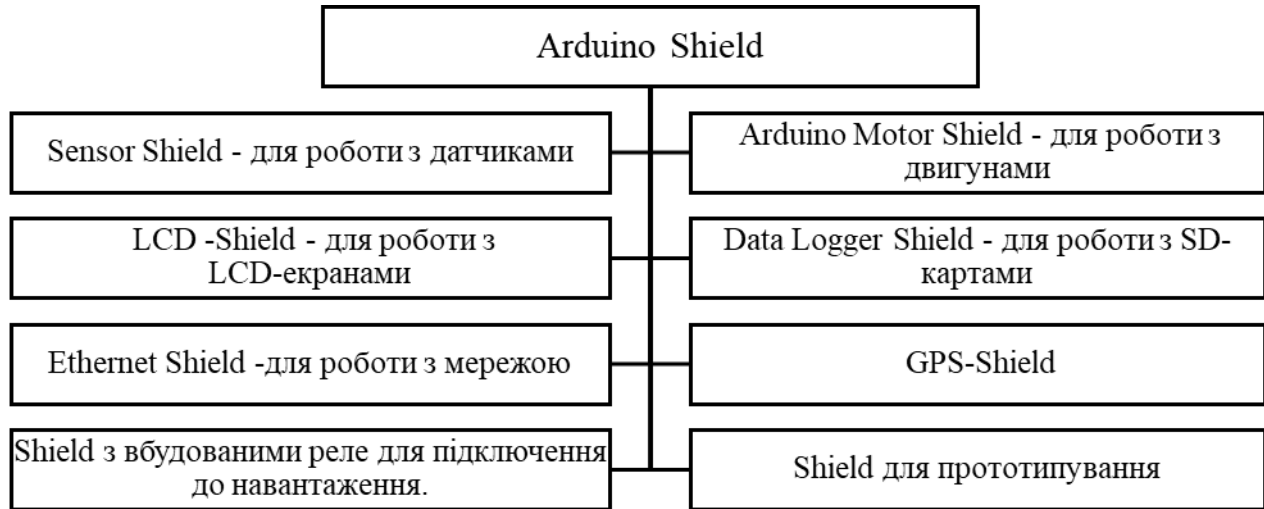 Arduino Shield
Sensor Shield - для роботи з датчиками
Arduino Motor Shield - для роботи з
двигунами
LCD -Shield - для роботи з
LCD-екранами
Data Logger Shield - для роботи з SD-
картами
Ethernet Shield -для роботи з мережою
GPS-Shield
Shield з вбудованими реле для підключення
до навантаження.
Shield для прототипування